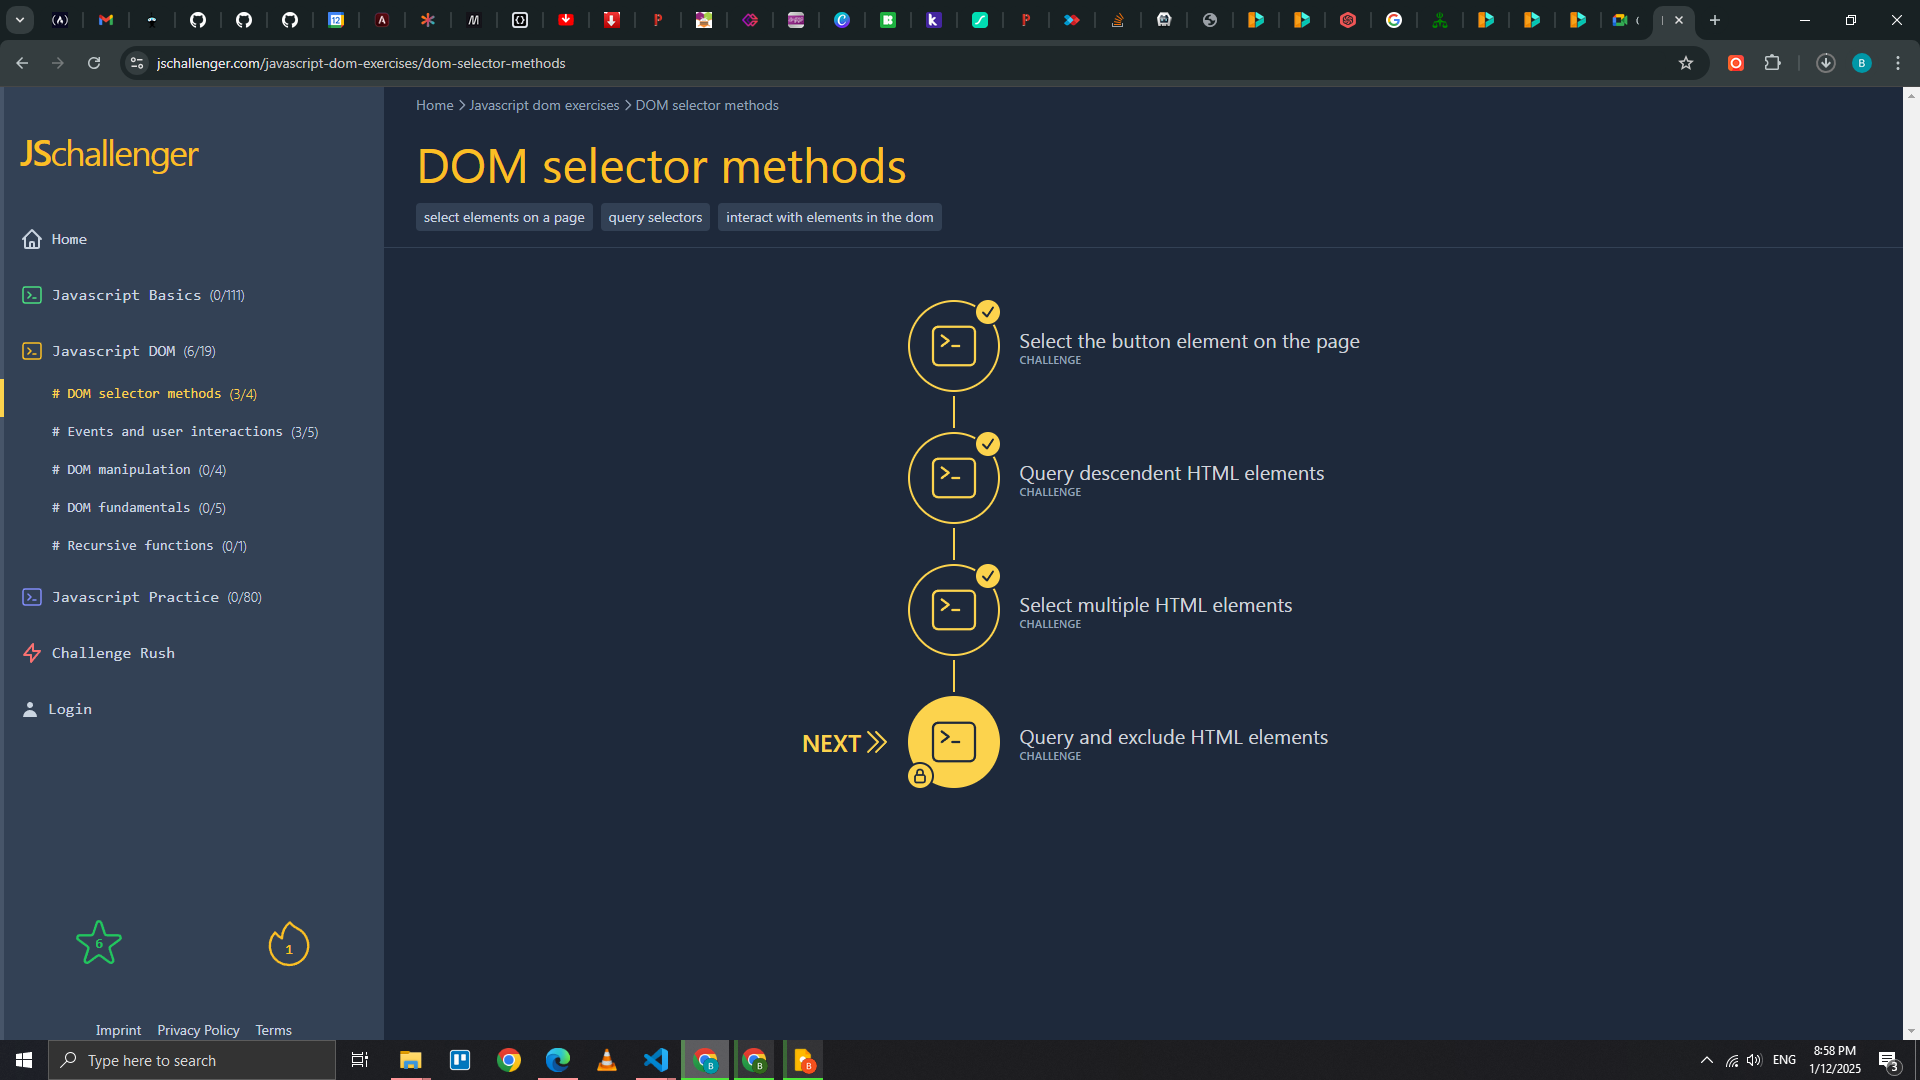 jschallenger.com/javascript-dom-exercises/dom-selector-methods
B
JSchallenger
Home
Javascript Basics (0/111)
Javascript DOM (6/19)
# DOM selector methods (3/4)
# Events and user interactions (3/5)
# DOM manipulation (0/4)
# DOM fundamentals (0/5)
# Recursive functions (0/1)
Javascript Practice (0/80)
Challenge Rush
Login
6
1
Imprint Privacy Policy Terms
Home > Javascript dom exercises > DOM selector methods
DOM selector methods
select elements on a page
query selectors
interact with elements in the dom
Select the button element on the page
CHALLENGE
Query descendent HTML elements
CHALLENGE
Select multiple HTML elements
CHALLENGE
NEXT
Query and exclude HTML elements
CHALLENGE
Type here to search
ENG
8:58 PM
1/12/2025
3